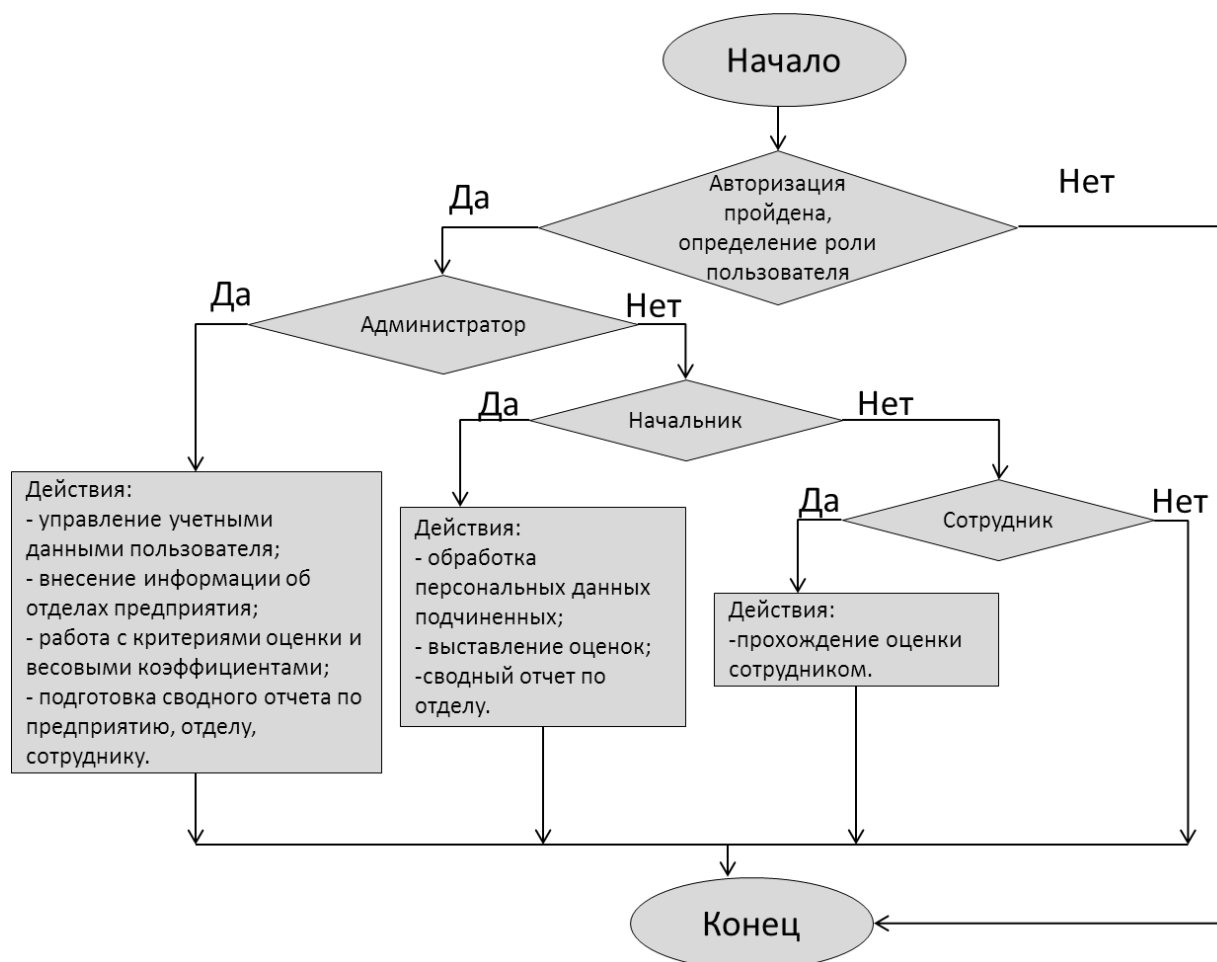 Начало
Авторизация
пройдена,
определение роли
пользователя
Да
Нет
Администратор
Да
Нет
Начальник
Да
Нет
Сотрудник
Да
Нет
Действия:
- управление учетными
данными пользователя;
- внесение информации об
отделах предприятия;
- работа с критериями оценки и
весовыми коэффициентами;
- подготовка сводного отчета по
предприятию, отделу,
сотруднику.
Действия:
- обработка
персональных данных
подчиненных;
- выставление оценок;
-сводный отчет по
отделу.
Действия:
-прохождение оценки
сотрудником.
Конец